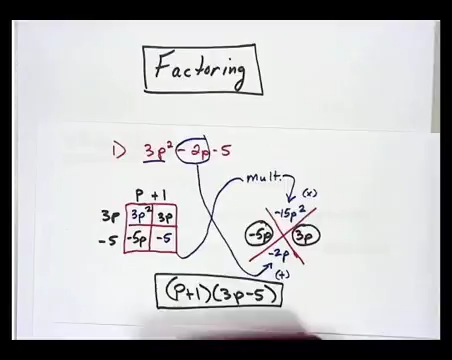 Factoring
1) 3p² - 2p - 5
mult.
(x)
p +1
-15p²
3p 3p² 3p
-5p 3p
-5 -5p -5
-2p
(+)
(p+1)(3p-5)